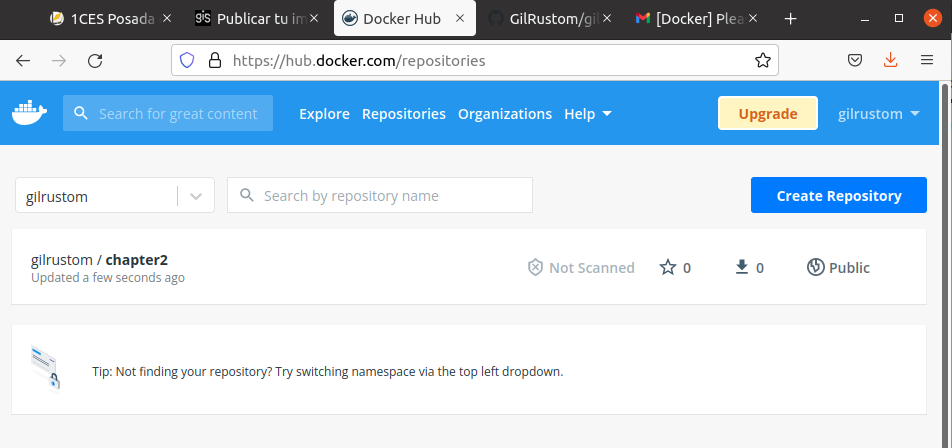 1CES Posada
Publicar tu im
Docker Hub
GilRustom/gil
[Docker] Plea
https://hub.docker.com/repositories
Search for great content
Explore
Repositories
Organizations
Help
Upgrade
gilrustom
gilrustom
Search by repository name
Create Repository
gilrustom / chapter2
Updated a few seconds ago
Not Scanned
0
0
Public
Tip: Not finding your repository? Try switching namespace via the top left dropdown.